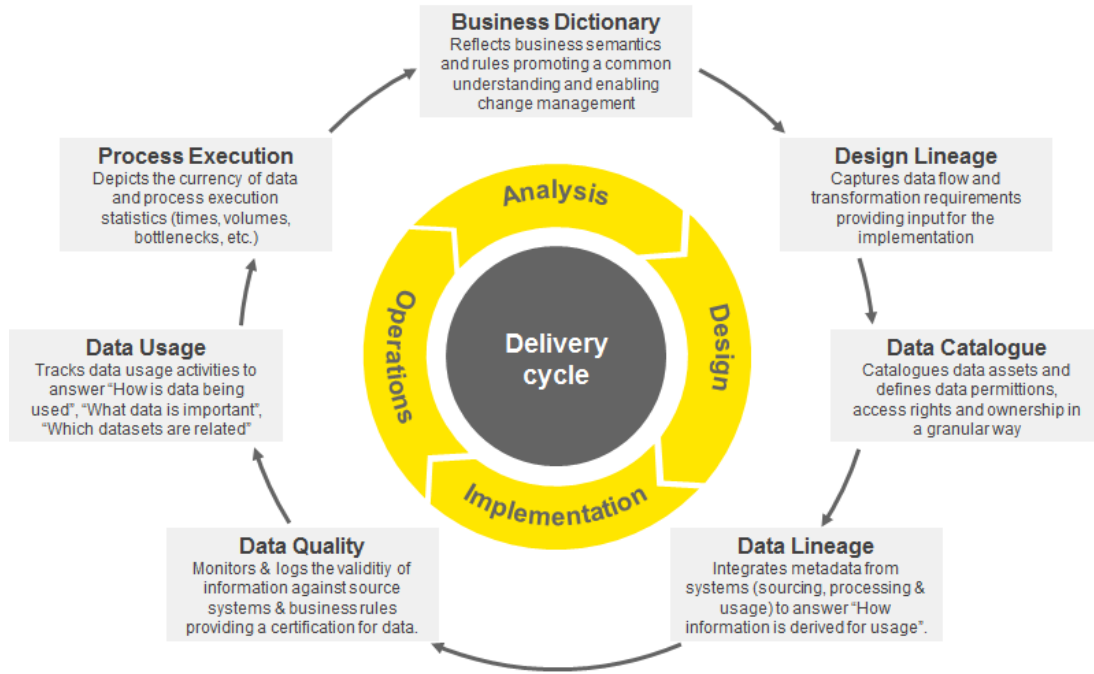 Business Dictionary
Reflects business semantics
and rules promoting a common
understanding and enabling
change management
Process Execution
Depicts the currency of data
and process execution
statistics (times, volumes,
bottlenecks, etc.)
Design Lineage
Captures data flow and
transformation requirements
providing input for the
implementation
Analysis
Operations
Delivery
cycle
Design
Implementation
Data Usage
Tracks data usage activities to
answer “How is data being
used”, “What data is important”,
“Which datasets are related”
Data Catalogue
Catalogues data assets and
defines data permittions,
access rights and ownership in
a granular way
Data Quality
Monitors & logs the validitiy of
information against source
systems & business rules
providing a certification for data.
Data Lineage
Integrates metadata from
systems (sourcing, processing &
usage) to answer “How
information is derived for usage”.